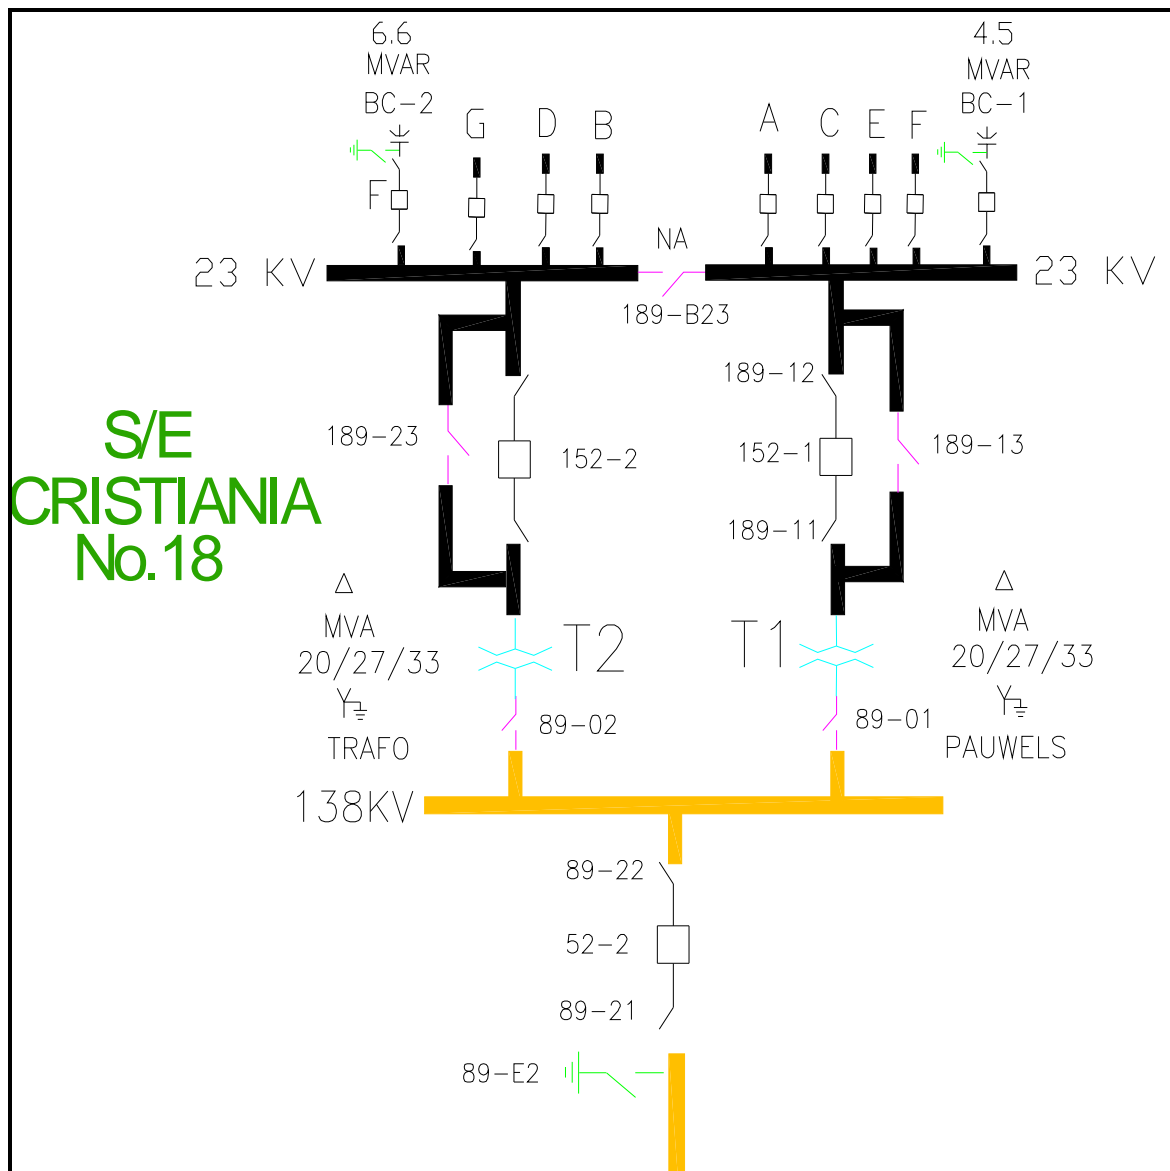 6.6
MVAR
BC-2
G
D
B
A
C
E
F
4.5
MVAR
BC-1
F
NA
23 KV
23 KV
189-B23
189-12
189-23
152-2
152-1
189-13
189-11
S/E
CRISTIANIA
No.18
MVA
20/27/33
TRAFO
T2
T1
MVA
20/27/33
PAUWELS
89-02
89-01
138KV
89-22
52-2
89-21
89-E2